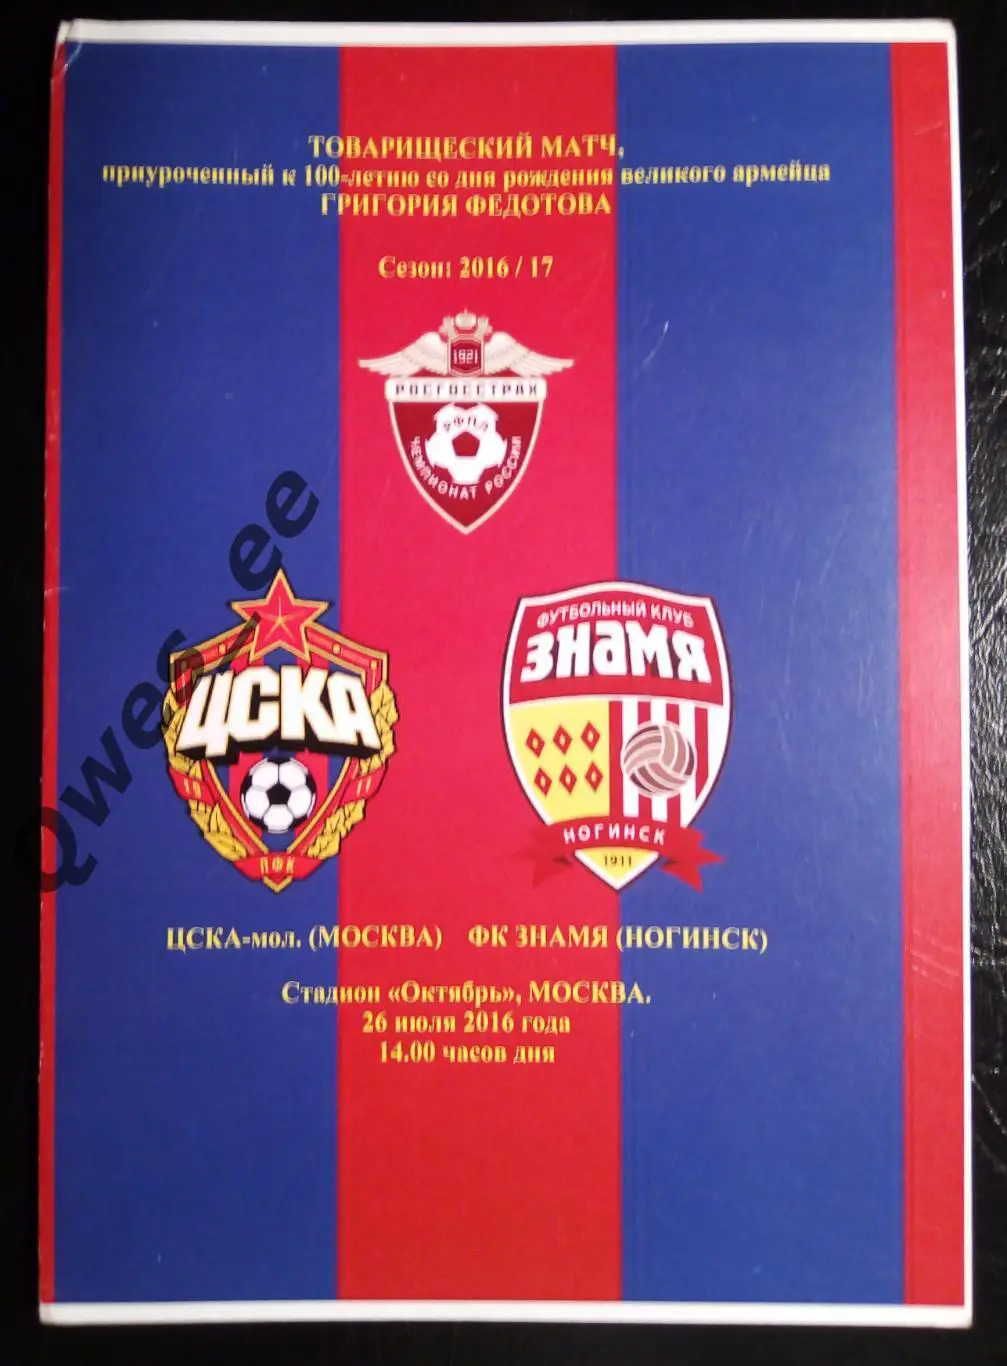 ТОВАРИЩЕСКИЙ МАТЧ,
приуроченный к 100-летию со дня рождения великого армейца
ГРИГОРИЯ ФЕДОТОВА
Сезон: 2016 / 17
1921
РОСГОССТРАХ
РФПЛ
ЧЕМПИОНАТ РОССИИ
ЦСКА
1911
ПФК
ФУТБОЛЬНЫЙ КЛУБ
ЗНАМЯ
НОГИНСК
1911
ЦСКА-мол. (МОСКВА) ФК ЗНАМЯ (НОГИНСК)
Стадион «Октябрь», МОСКВА.
26 июля 2016 года
14.00 часов дня
Qwes_ee